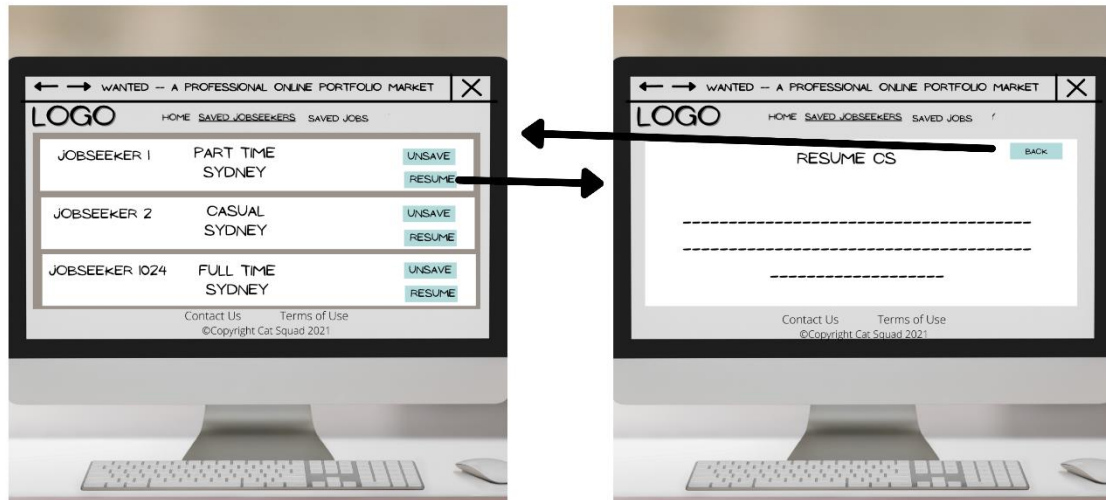 ← → WANTED -- A PROFESSIONAL ONLINE PORTFOLIO MARKET X
LOGO HOME SAVED JOBSEEKERS SAVED JOBS
JOBSEEKER 1 PART TIME UNSAVE
SYDNEY RESUME
JOBSEEKER 2 CASUAL UNSAVE
SYDNEY RESUME
JOBSEEKER 1024 FULL TIME UNSAVE
SYDNEY RESUME
Contact Us Terms of Use
©Copyright Cat Squad 2021
← → WANTED -- A PROFESSIONAL ONLINE PORTFOLIO MARKET X
LOGO HOME SAVED JOBSEEKERS SAVED JOBS
RESUME CS BACK
Contact Us Terms of Use
©Copyright Cat Squad 2021